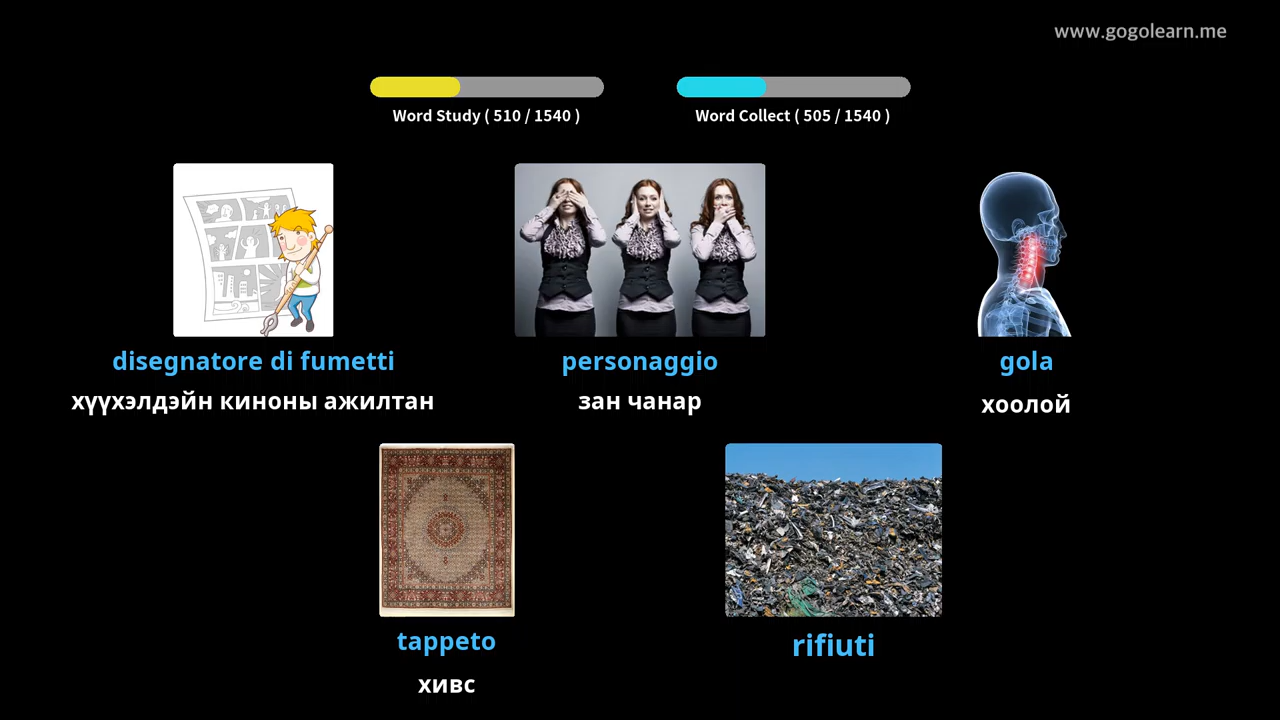 www.gogolearn.me
Word Study ( 510 / 1540 )
Word Collect ( 505 / 1540 )
disegnatore di fumetti
personaggio
gola
хүүхэлдэйн киноны ажилтан
зан чанар
хоолой
tappeto
rifiuti
хивс